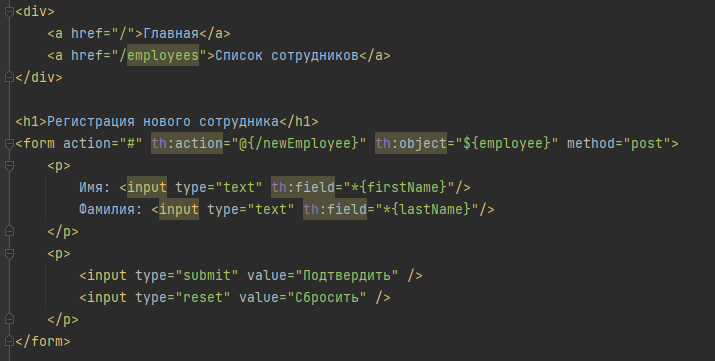 <div>
    <a href="/">Главная</a>
    <a href="/employees">Список сотрудников</a>
</div>

<h1>Регистрация нового сотрудника</h1>
<form action="#" th:action="@{/newEmployee}" th:object="${employee}" method="post">
    <p>
        Имя: <input type="text" th:field="*{firstName}"/>
        Фамилия: <input type="text" th:field="*{lastName}"/>
    </p>
    <p>
        <input type="submit" value="Подтвердить" />
        <input type="reset" value="Сбросить" />
    </p>
</form>